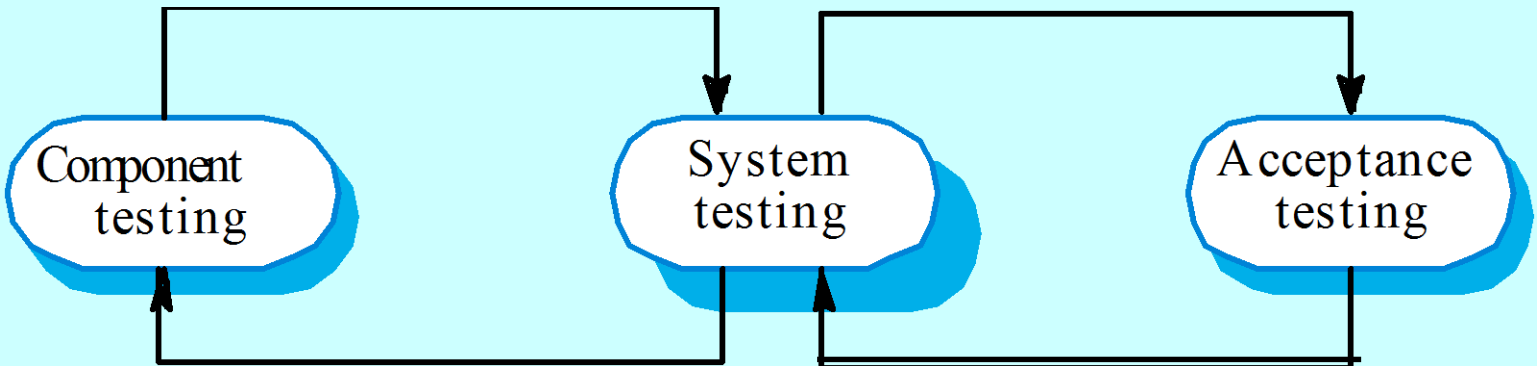 Component
testing
System
testing
Acceptance
testing